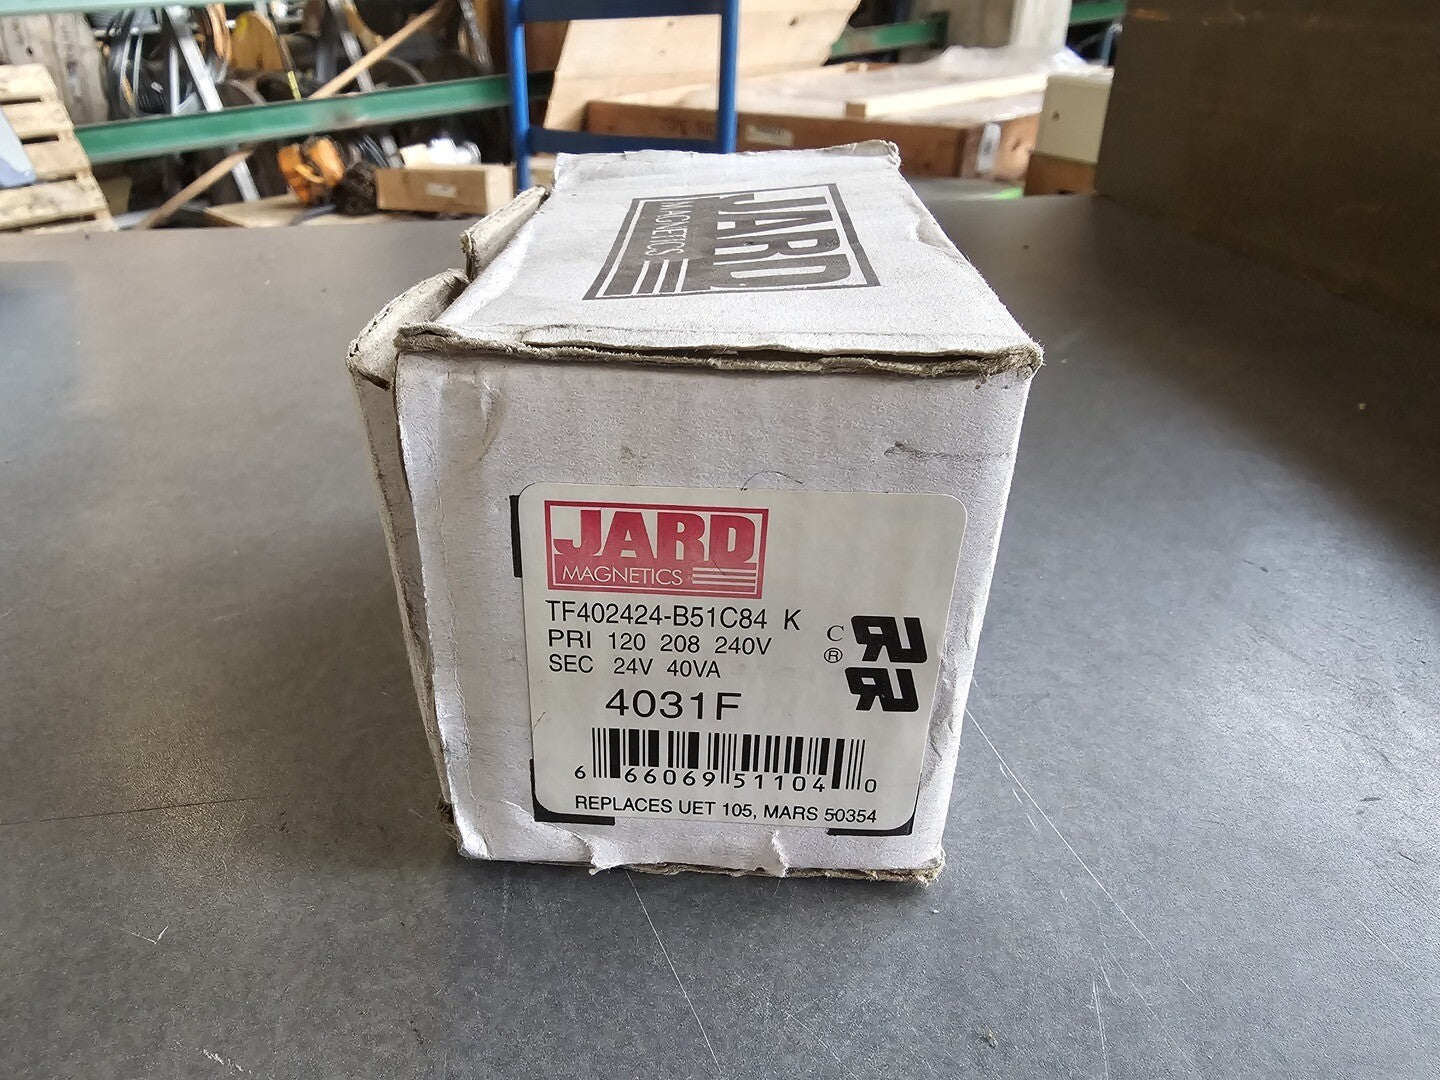 JARD
MAGNETICS
JARD
MAGNETICS
TF402424-B51C84 K
PRI 120 208 240V
SEC 24V 40VA
C
®
4031F
6 66069 51104 0
REPLACES UET 105, MARS 50354